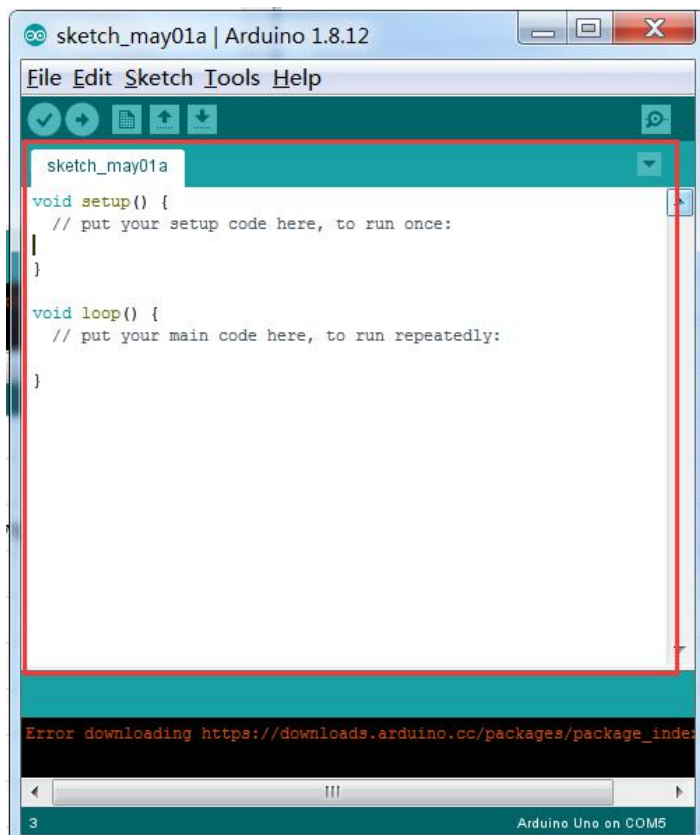 sketch_may01a | Arduino 1.8.12
File Edit Sketch Tools Help
sketch_may01a
void setup() {
  // put your setup code here, to run once:

}

void loop() {
  // put your main code here, to run repeatedly:

}
Error downloading https://downloads.arduino.cc/packages/package_inde
3 Arduino Uno on COM5